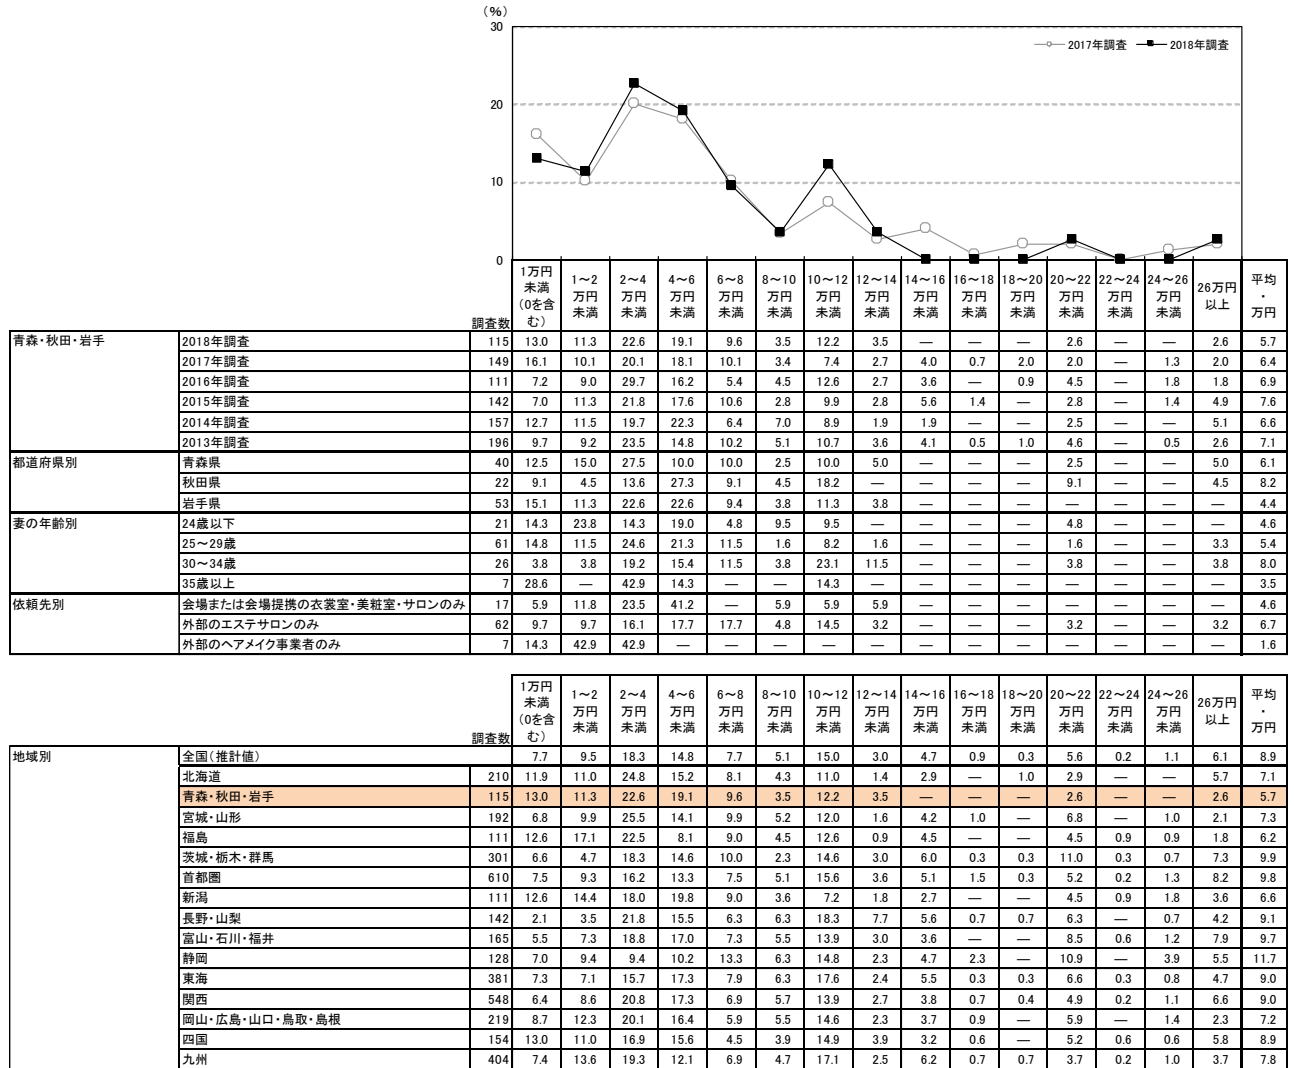 (%)
30
20
10
0
2017年調査 2018年調査
調査数 1万円未満(0を含む) 1～2万円未満 2～4万円未満 4～6万円未満 6～8万円未満 8～10万円未満 10～12万円未満 12～14万円未満 14～16万円未満 16～18万円未満 18～20万円未満 20～22万円未満 22～24万円未満 24～26万円未満 26万円以上 平均・万円
青森・秋田・岩手 2018年調査 115 13.0 11.3 22.6 19.1 9.6 3.5 12.2 3.5 ― ― ― 2.6 ― ― 2.6 5.7
2017年調査 149 16.1 10.1 20.1 18.1 10.1 3.4 7.4 2.7 4.0 0.7 2.0 2.0 ― 1.3 2.0 6.4
2016年調査 111 7.2 9.0 29.7 16.2 5.4 4.5 12.6 2.7 3.6 ― 0.9 4.5 ― 1.8 1.8 6.9
2015年調査 142 7.0 11.3 21.8 17.6 10.6 2.8 9.9 2.8 5.6 1.4 ― 2.8 ― 1.4 4.9 7.6
2014年調査 157 12.7 11.5 19.7 22.3 6.4 7.0 8.9 1.9 1.9 ― ― 2.5 ― ― 5.1 6.6
2013年調査 196 9.7 9.2 23.5 14.8 10.2 5.1 10.7 3.6 4.1 0.5 1.0 4.6 ― 0.5 2.6 7.1
都道府県別 青森県 40 12.5 15.0 27.5 10.0 10.0 2.5 10.0 5.0 ― ― ― 2.5 ― ― 5.0 6.1
秋田県 22 9.1 4.5 13.6 27.3 9.1 4.5 18.2 ― ― ― ― 9.1 ― ― 4.5 8.2
岩手県 53 15.1 11.3 22.6 22.6 9.4 3.8 11.3 3.8 ― ― ― ― ― ― ― 4.4
妻の年齢別 24歳以下 21 14.3 23.8 14.3 19.0 4.8 9.5 9.5 ― ― ― ― 4.8 ― ― ― 4.6
25～29歳 61 14.8 11.5 24.6 21.3 11.5 1.6 8.2 1.6 ― ― ― 1.6 ― ― 3.3 5.4
30～34歳 26 3.8 3.8 19.2 15.4 11.5 3.8 23.1 11.5 ― ― ― 3.8 ― ― 3.8 8.0
35歳以上 7 28.6 ― 42.9 14.3 ― ― 14.3 ― ― ― ― ― ― ― ― 3.5
依頼先別 会場または会場提携の衣裳室・美粧室・サロンのみ 17 5.9 11.8 23.5 41.2 ― 5.9 5.9 5.9 ― ― ― ― ― ― ― 4.6
外部のエステサロンのみ 62 9.7 9.7 16.1 17.7 17.7 4.8 14.5 3.2 ― ― ― 3.2 ― ― 3.2 6.7
外部のヘアメイク事業者のみ 7 14.3 42.9 42.9 ― ― ― ― ― ― ― ― ― ― ― ― 1.6
調査数 1万円未満(0を含む) 1～2万円未満 2～4万円未満 4～6万円未満 6～8万円未満 8～10万円未満 10～12万円未満 12～14万円未満 14～16万円未満 16～18万円未満 18～20万円未満 20～22万円未満 22～24万円未満 24～26万円未満 26万円以上 平均・万円
地域別 全国(推計値) 7.7 9.5 18.3 14.8 7.7 5.1 15.0 3.0 4.7 0.9 0.3 5.6 0.2 1.1 6.1 8.9
北海道 210 11.9 11.0 24.8 15.2 8.1 4.3 11.0 1.4 2.9 ― 1.0 2.9 ― ― 5.7 7.1
青森・秋田・岩手 115 13.0 11.3 22.6 19.1 9.6 3.5 12.2 3.5 ― ― ― 2.6 ― ― 2.6 5.7
宮城・山形 192 6.8 9.9 25.5 14.1 9.9 5.2 12.0 1.6 4.2 1.0 ― 6.8 ― 1.0 2.1 7.3
福島 111 12.6 17.1 22.5 8.1 9.0 4.5 12.6 0.9 4.5 ― ― 4.5 0.9 0.9 1.8 6.2
茨城・栃木・群馬 301 6.6 4.7 18.3 14.6 10.0 2.3 14.6 3.0 6.0 0.3 0.3 11.0 0.3 0.7 7.3 9.9
首都圏 610 7.5 9.3 16.2 13.3 7.5 5.1 15.6 3.6 5.1 1.5 0.3 5.2 0.2 1.3 8.2 9.8
新潟 111 12.6 14.4 18.0 19.8 9.0 3.6 7.2 1.8 2.7 ― ― 4.5 0.9 1.8 3.6 6.6
長野・山梨 142 2.1 3.5 21.8 15.5 6.3 6.3 18.3 7.7 5.6 0.7 0.7 6.3 ― 0.7 4.2 9.1
富山・石川・福井 165 5.5 7.3 18.8 17.0 7.3 5.5 13.9 3.0 3.6 ― ― 8.5 0.6 1.2 7.9 9.7
静岡 128 7.0 9.4 9.4 10.2 13.3 6.3 14.8 2.3 4.7 2.3 ― 10.9 ― 3.9 5.5 11.7
東海 381 7.3 7.1 15.7 17.3 7.9 6.3 17.6 2.4 5.5 0.3 0.3 6.6 0.3 0.8 4.7 9.0
関西 548 6.4 8.6 20.8 17.3 6.9 5.7 13.9 2.7 3.8 0.7 0.4 4.9 0.2 1.1 6.6 9.0
岡山・広島・山口・鳥取・島根 219 8.7 12.3 20.1 16.4 5.9 5.5 14.6 2.3 3.7 0.9 ― 5.9 ― 1.4 2.3 7.2
四国 154 13.0 11.0 16.9 15.6 4.5 3.9 14.9 3.9 3.2 0.6 ― 5.2 0.6 0.6 5.8 8.9
九州 404 7.4 13.6 19.3 12.1 6.9 4.7 17.1 2.5 6.2 0.7 0.7 3.7 0.2 1.0 3.7 7.8